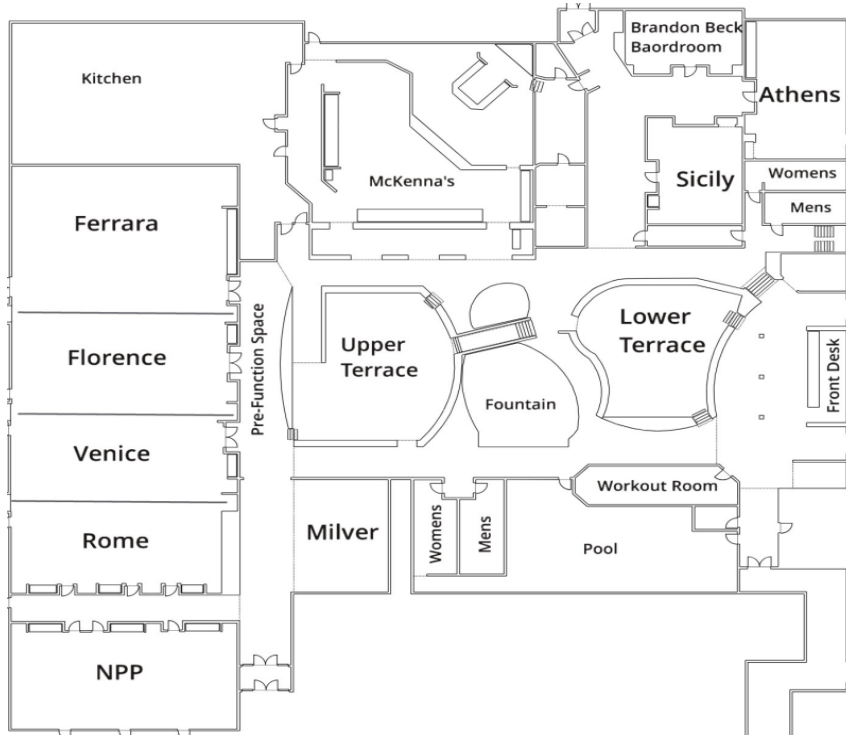 Brandon Beck
Baordroom
Kitchen
Athens
McKenna's
Sicily
Womens
Mens
Ferrara
Pre-Function Space
Upper
Terrace
Lower
Terrace
Florence
Front Desk
Fountain
Venice
Workout Room
Rome
Milver
Womens
Mens
Pool
NPP